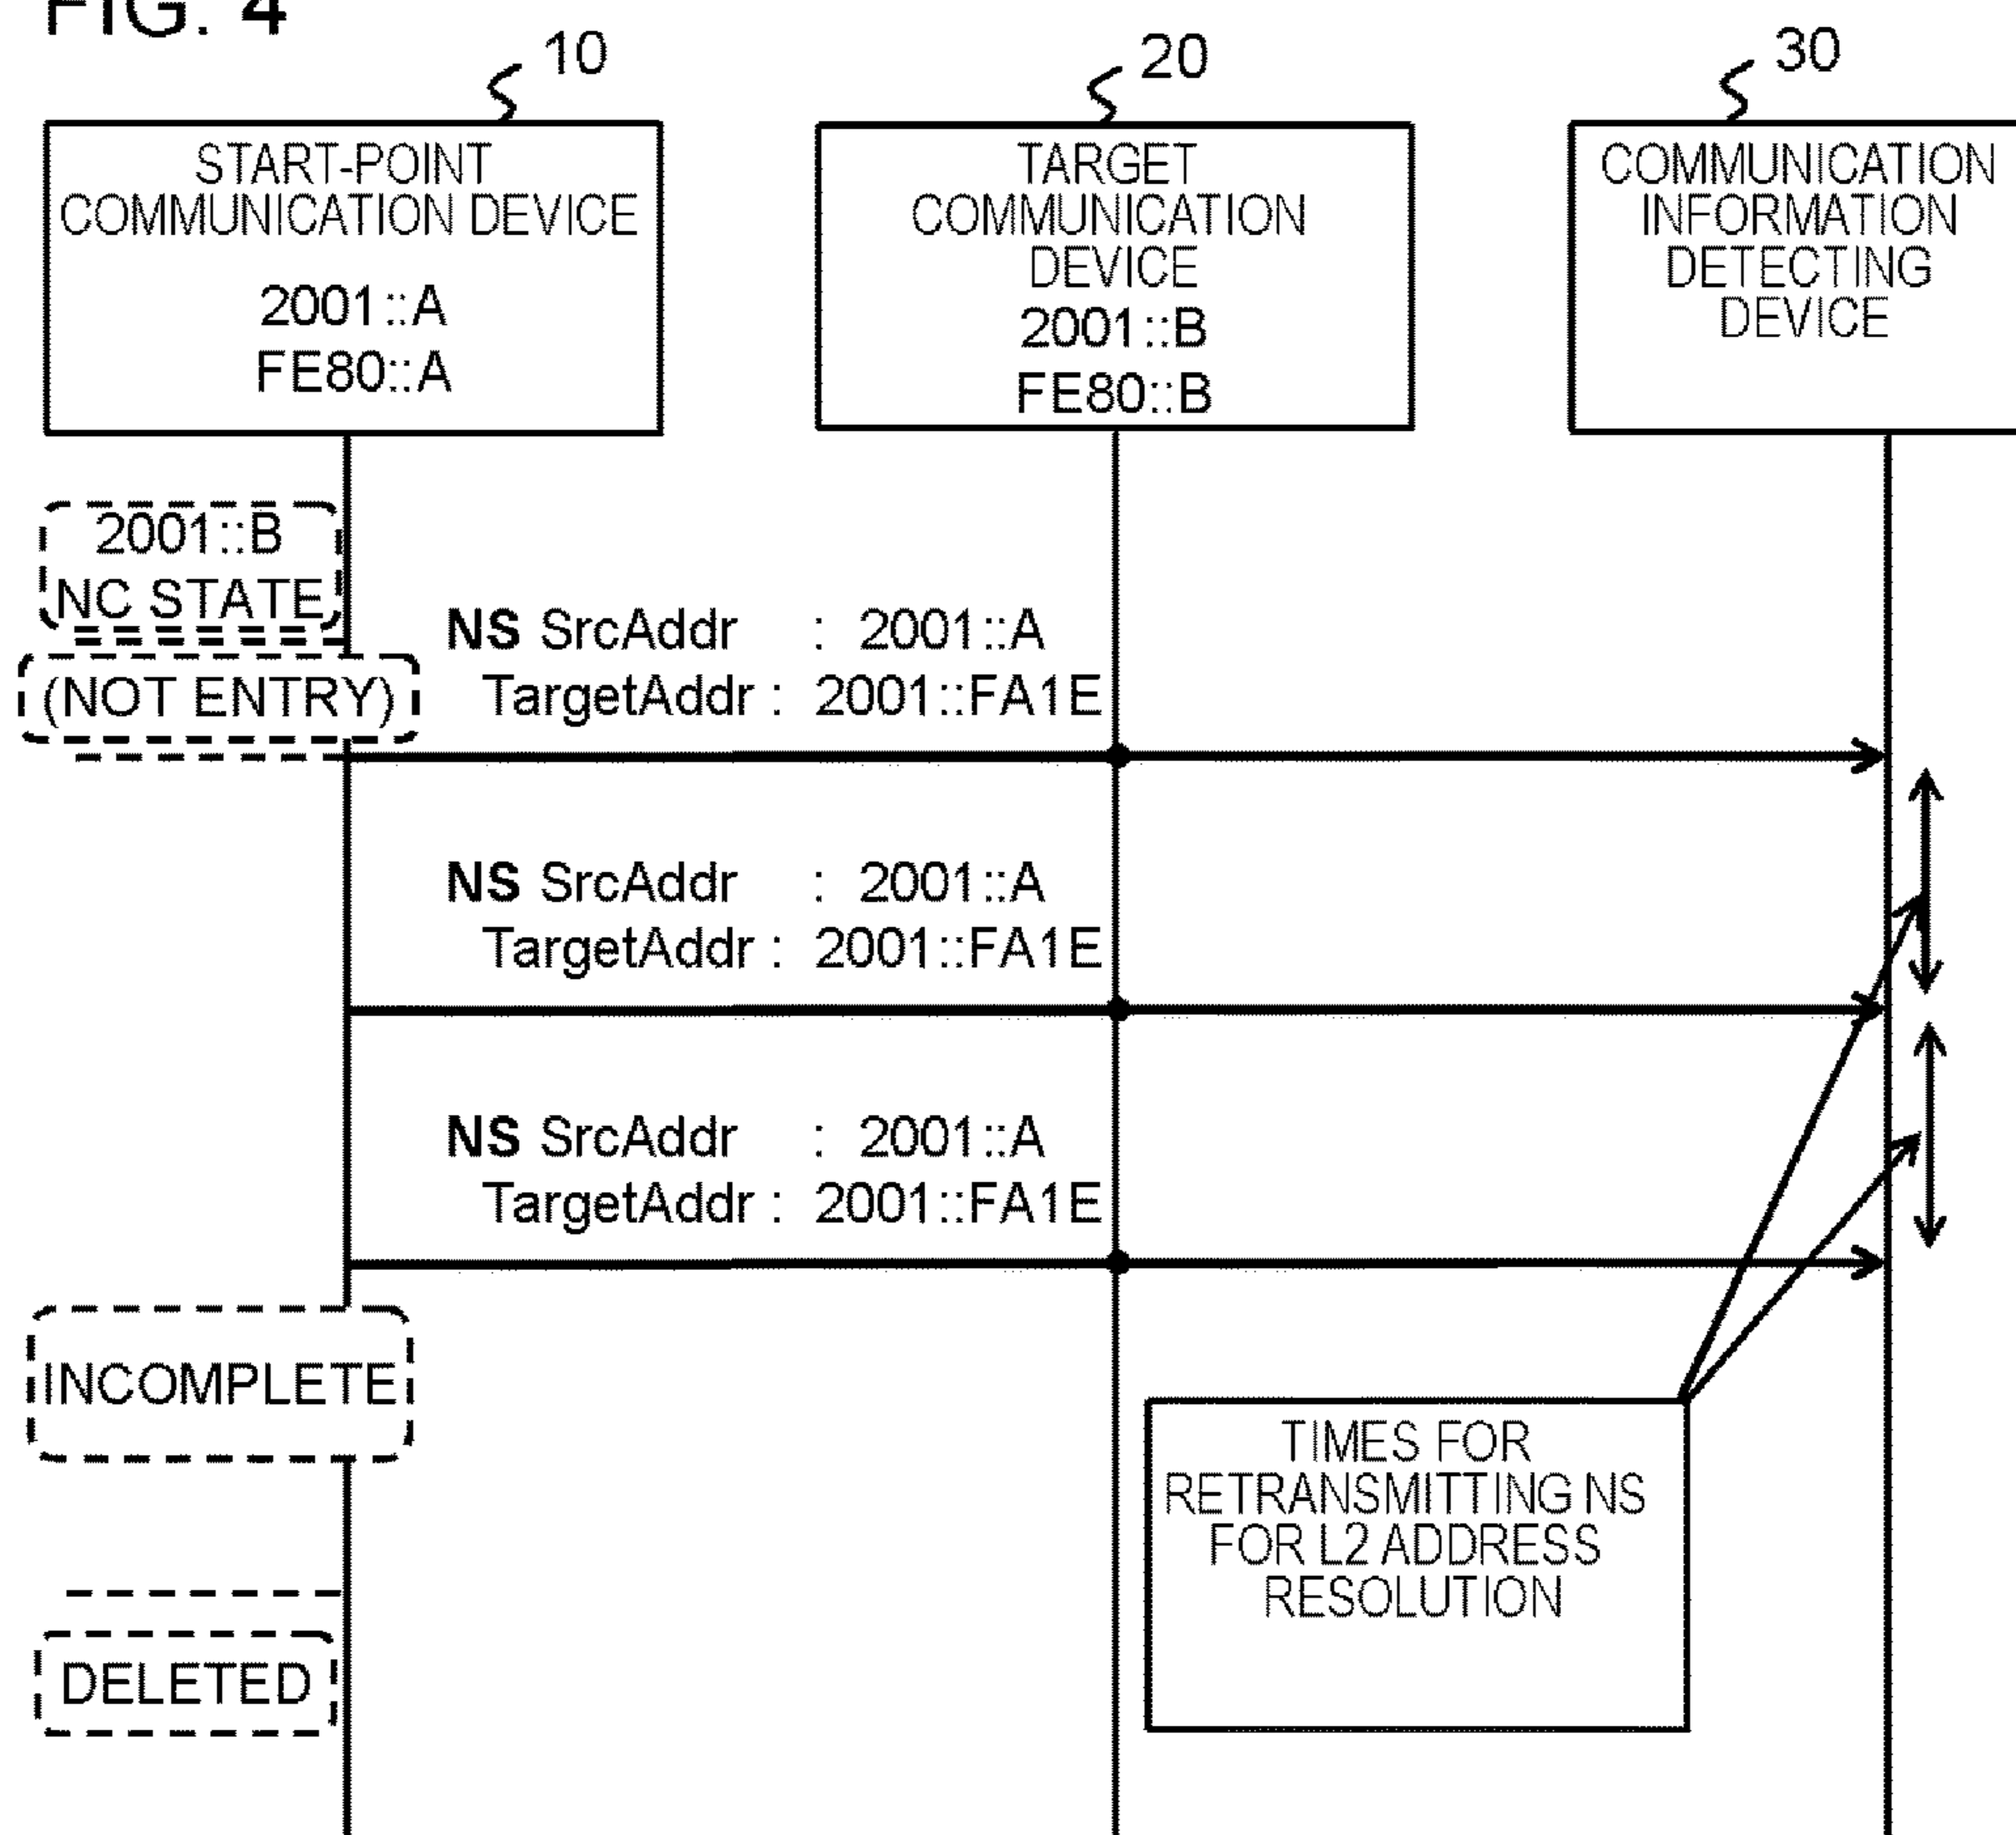 FIG. 4
10
20
30
START-POINT
COMMUNICATION DEVICE
2001::A
FE80::A
TARGET
COMMUNICATION
DEVICE
2001::B
FE80::B
COMMUNICATION
INFORMATION
DETECTING
DEVICE
2001::B
NC STATE
(NOT ENTRY)
NS SrcAddr : 2001::A
TargetAddr : 2001::FA1E
NS SrcAddr : 2001::A
TargetAddr : 2001::FA1E
NS SrcAddr : 2001::A
TargetAddr : 2001::FA1E
INCOMPLETE
TIMES FOR
RETRANSMITTING NS
FOR L2 ADDRESS
RESOLUTION
DELETED